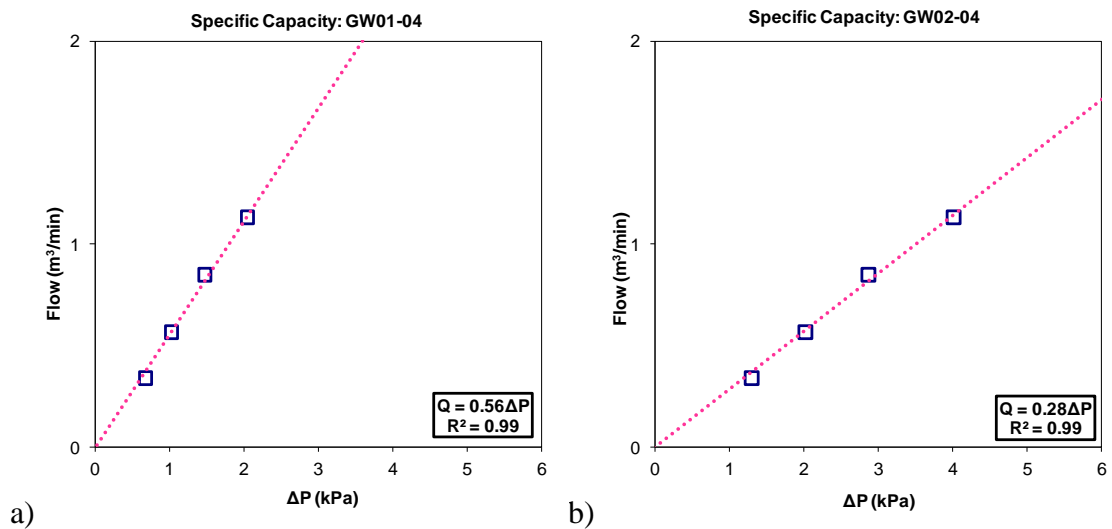 Specific Capacity: GW01-04
2
1
0
Flow (m³/min)
0 1 2 3 4 5 6
ΔP (kPa)
Q = 0.56ΔP
R² = 0.99
a)
Specific Capacity: GW02-04
2
1
0
Flow (m³/min)
0 1 2 3 4 5 6
ΔP (kPa)
Q = 0.28ΔP
R² = 0.99
b)